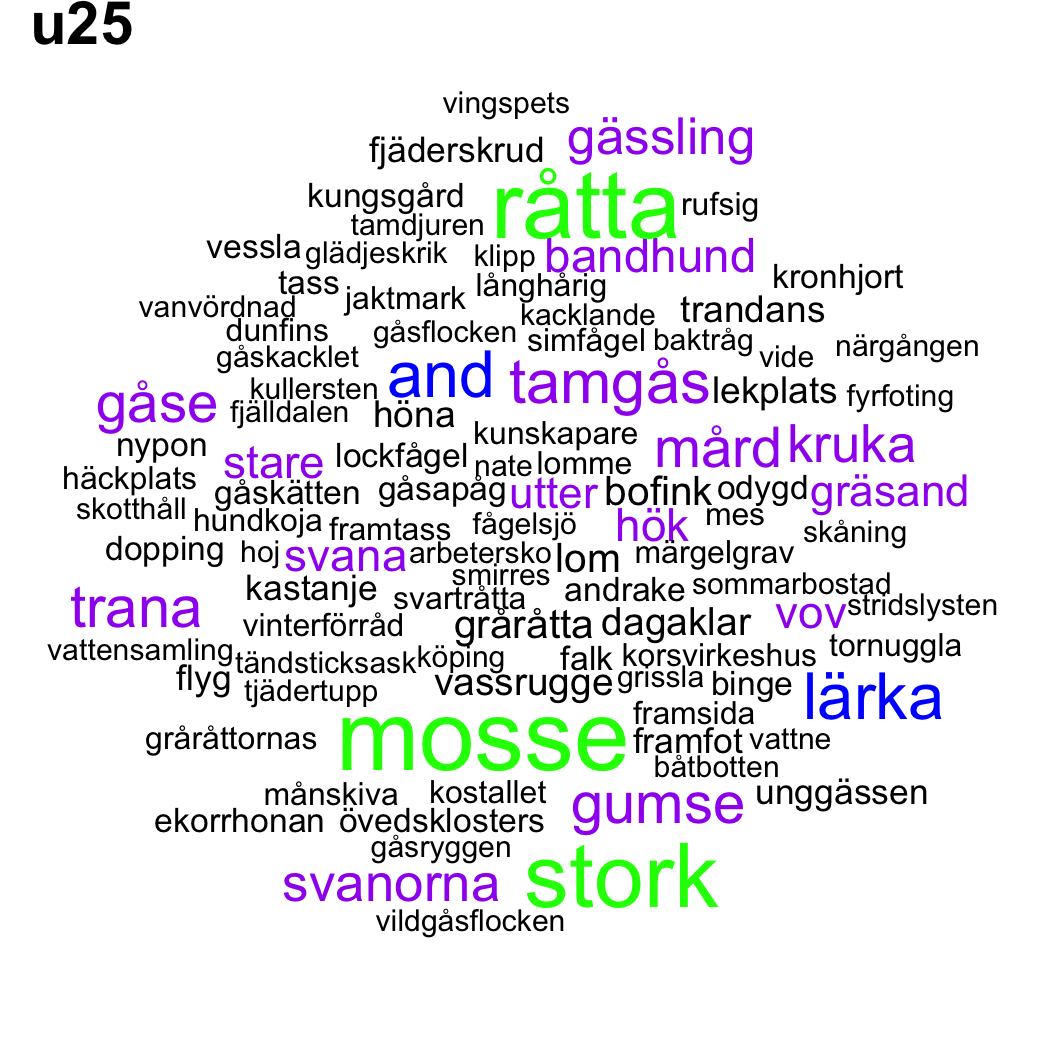 u25
vingspets
fjäderskrud gässling
kungsgård råtta rufsig
tamdjuren
vessla glädjeskrik klipp bandhund
tass jaktmark långhårig kronhjort
vanvördnad kacklande trandans
dunfins gåsflocken simfågel baktråg närgången
gåskacklet vide
kullersten and tamgås lekplats fyrfoting
gåse fjälldalen höna
nypon kunskapare mård kruka
stare lockfågel nate lomme
häckplats gåskätten gåsapåg utter bofink odygd gräsand
skotthåll hundkoja framtass fågelsjö hök mes skåning
dopping hoj svana arbetersko lom märgelgrav
smirres
kastanje svartråtta andrake sommarbostad
trana vinterförråd gråråtta dagaklar vov stridslysten
vattensamling tändsticksask köping falk korsvirkeshus tornuggla
flyg tjädertupp vassrugge grissla binge lärka
framsida
gråråttornas mosse framfot vattne
båtbotten
månskiva kostallet gumse unggässen
ekorrhonan övedsklosters
gåsryggen
svanorna stork
vildgåsflocken